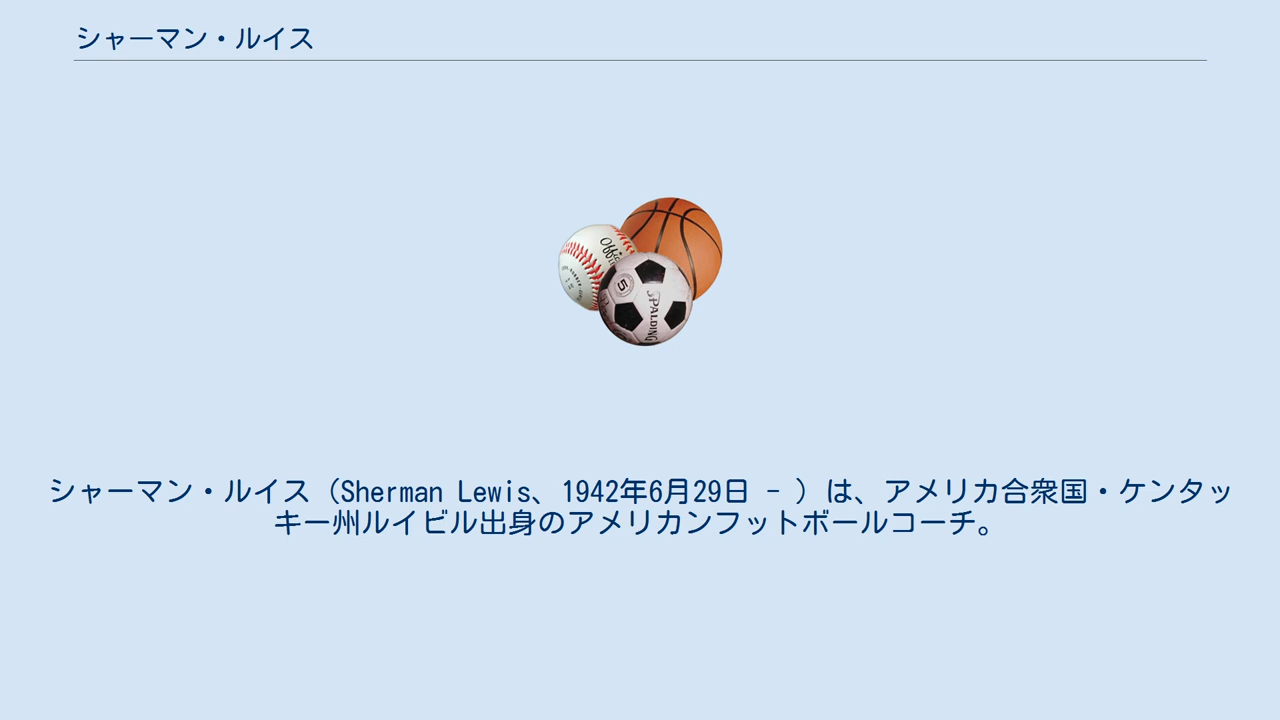 シャーマン・ルイス
Offici
5
SPALDING
シャーマン・ルイス（Sherman Lewis、1942年6月29日 - ）は、アメリカ合衆国・ケンタッ
キー州ルイビル出身のアメリカンフットボールコーチ。